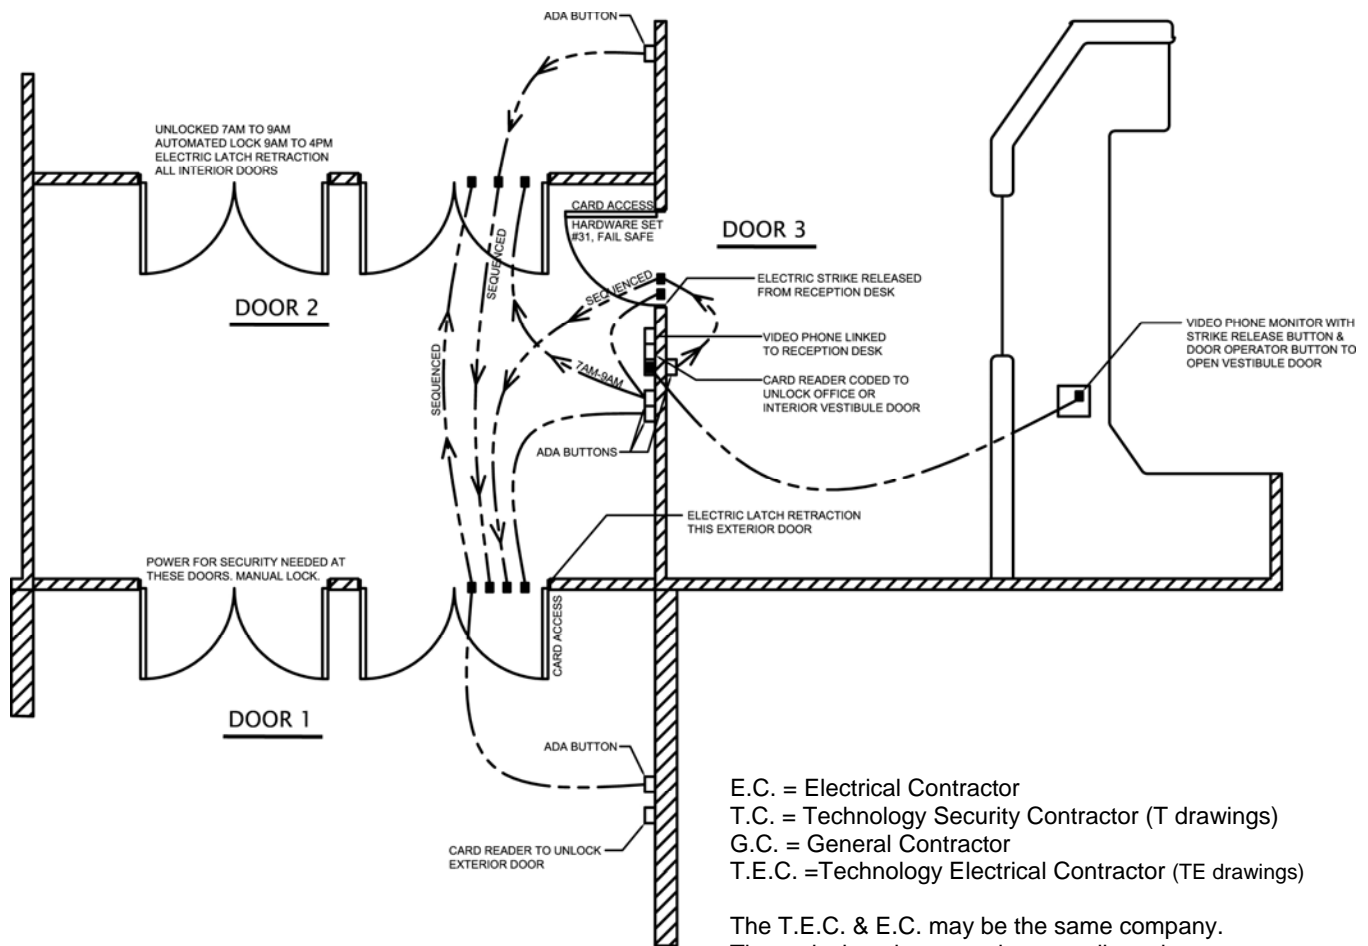 ADA BUTTON
UNLOCKED 7AM TO 9AM
AUTOMATED LOCK 9AM TO 4PM
ELECTRIC LATCH RETRACTION
ALL INTERIOR DOORS
CARD ACCESS
HARDWARE SET
#31, FAIL SAFE
DOOR 3
SEQUENCED
SEQUENCED
SEQUENCED
ELECTRIC STRIKE RELEASED
FROM RECEPTION DESK
DOOR 2
VIDEO PHONE LINKED
TO RECEPTION DESK
VIDEO PHONE MONITOR WITH
STRIKE RELEASE BUTTON &
DOOR OPERATOR BUTTON TO
OPEN VESTIBULE DOOR
7AM-9AM
CARD READER CODED TO
UNLOCK OFFICE OR
INTERIOR VESTIBULE DOOR
ADA BUTTONS
ELECTRIC LATCH RETRACTION
THIS EXTERIOR DOOR
POWER FOR SECURITY NEEDED AT
THESE DOORS. MANUAL LOCK.
CARD ACCESS
DOOR 1
ADA BUTTON
CARD READER TO UNLOCK
EXTERIOR DOOR
E.C. = Electrical Contractor
T.C. = Technology Security Contractor (T drawings)
G.C. = General Contractor
T.E.C. =Technology Electrical Contractor (TE drawings)
The T.E.C. & E.C. may be the same company.